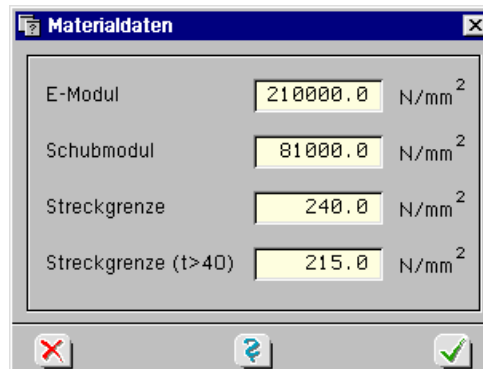 Materialdaten
E-Modul 210000.0 N/mm²
Schubmodul 81000.0 N/mm²
Streckgrenze 240.0 N/mm²
Streckgrenze (t>40) 215.0 N/mm²